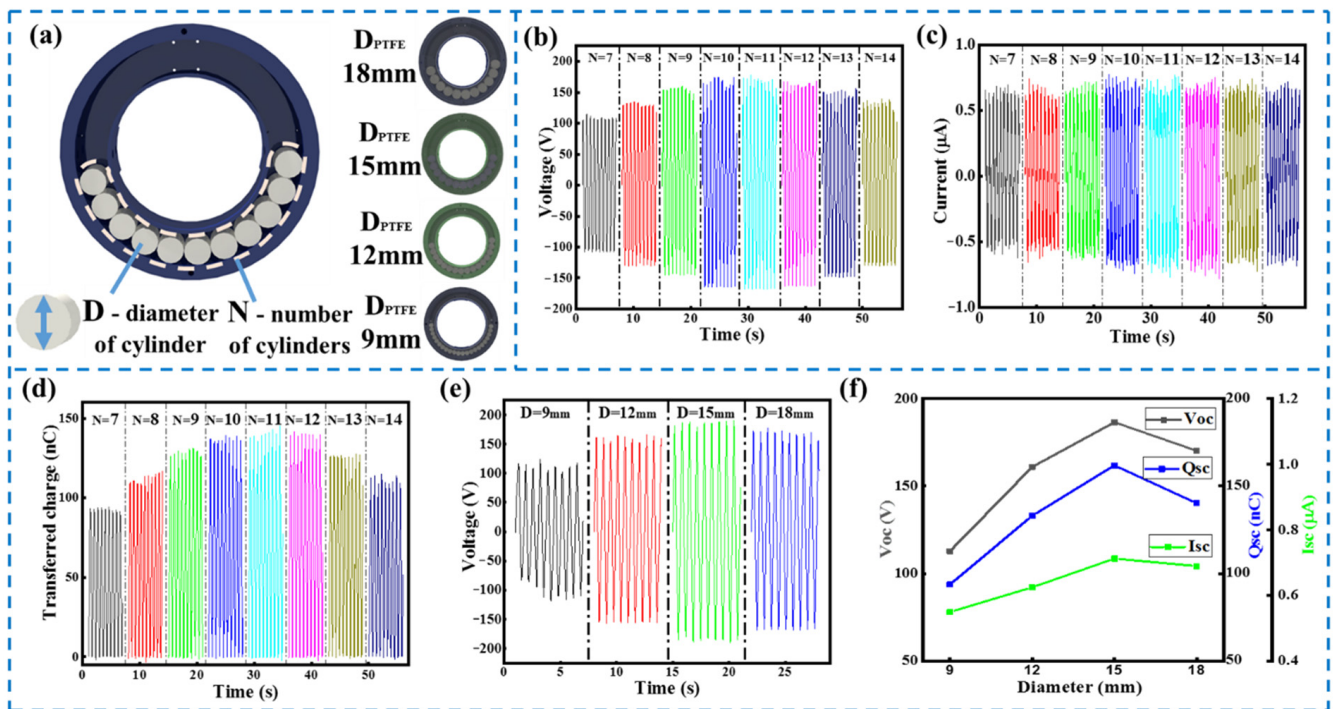 (a)
D PTFE
18mm
D PTFE
15mm
D PTFE
12mm
D PTFE
9mm
D - diameter
of cylinder
N - number
of cylinders
(b)
N=7 N=8 N=9 N=10 N=11 N=12 N=13 N=14
200
150
100
50
0
−50
−100
−150
−200
Voltage (V)
0 10 20 30 40 50
Time (s)
(c)
N=7 N=8 N=9 N=10 N=11 N=12 N=13 N=14
1.0
0.5
0.0
−0.5
−1.0
Current (μA)
0 10 20 30 40 50
Time (s)
(d)
N=7 N=8 N=9 N=10 N=11 N=12 N=13 N=14
150
100
50
0
Transferred charge (nC)
0 10 20 30 40 50
Time (s)
(e)
D=9mm D=12mm D=15mm D=18mm
200
150
100
50
0
−50
−100
−150
−200
Voltage (V)
0 5 10 15 20 25
Time (s)
(f)
200
150
100
50
Voc (V)
Voc
Qsc
Isc
200
150
100
50
Qsc (nC)
1.2
1.0
0.8
0.6
0.4
Isc (μA)
9 12 15 18
Diameter (mm)